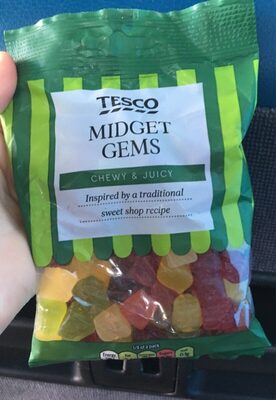 TESCO
MIDGET
GEMS
CHEWY & JUICY
Inspired by a traditional
sweet shop recipe